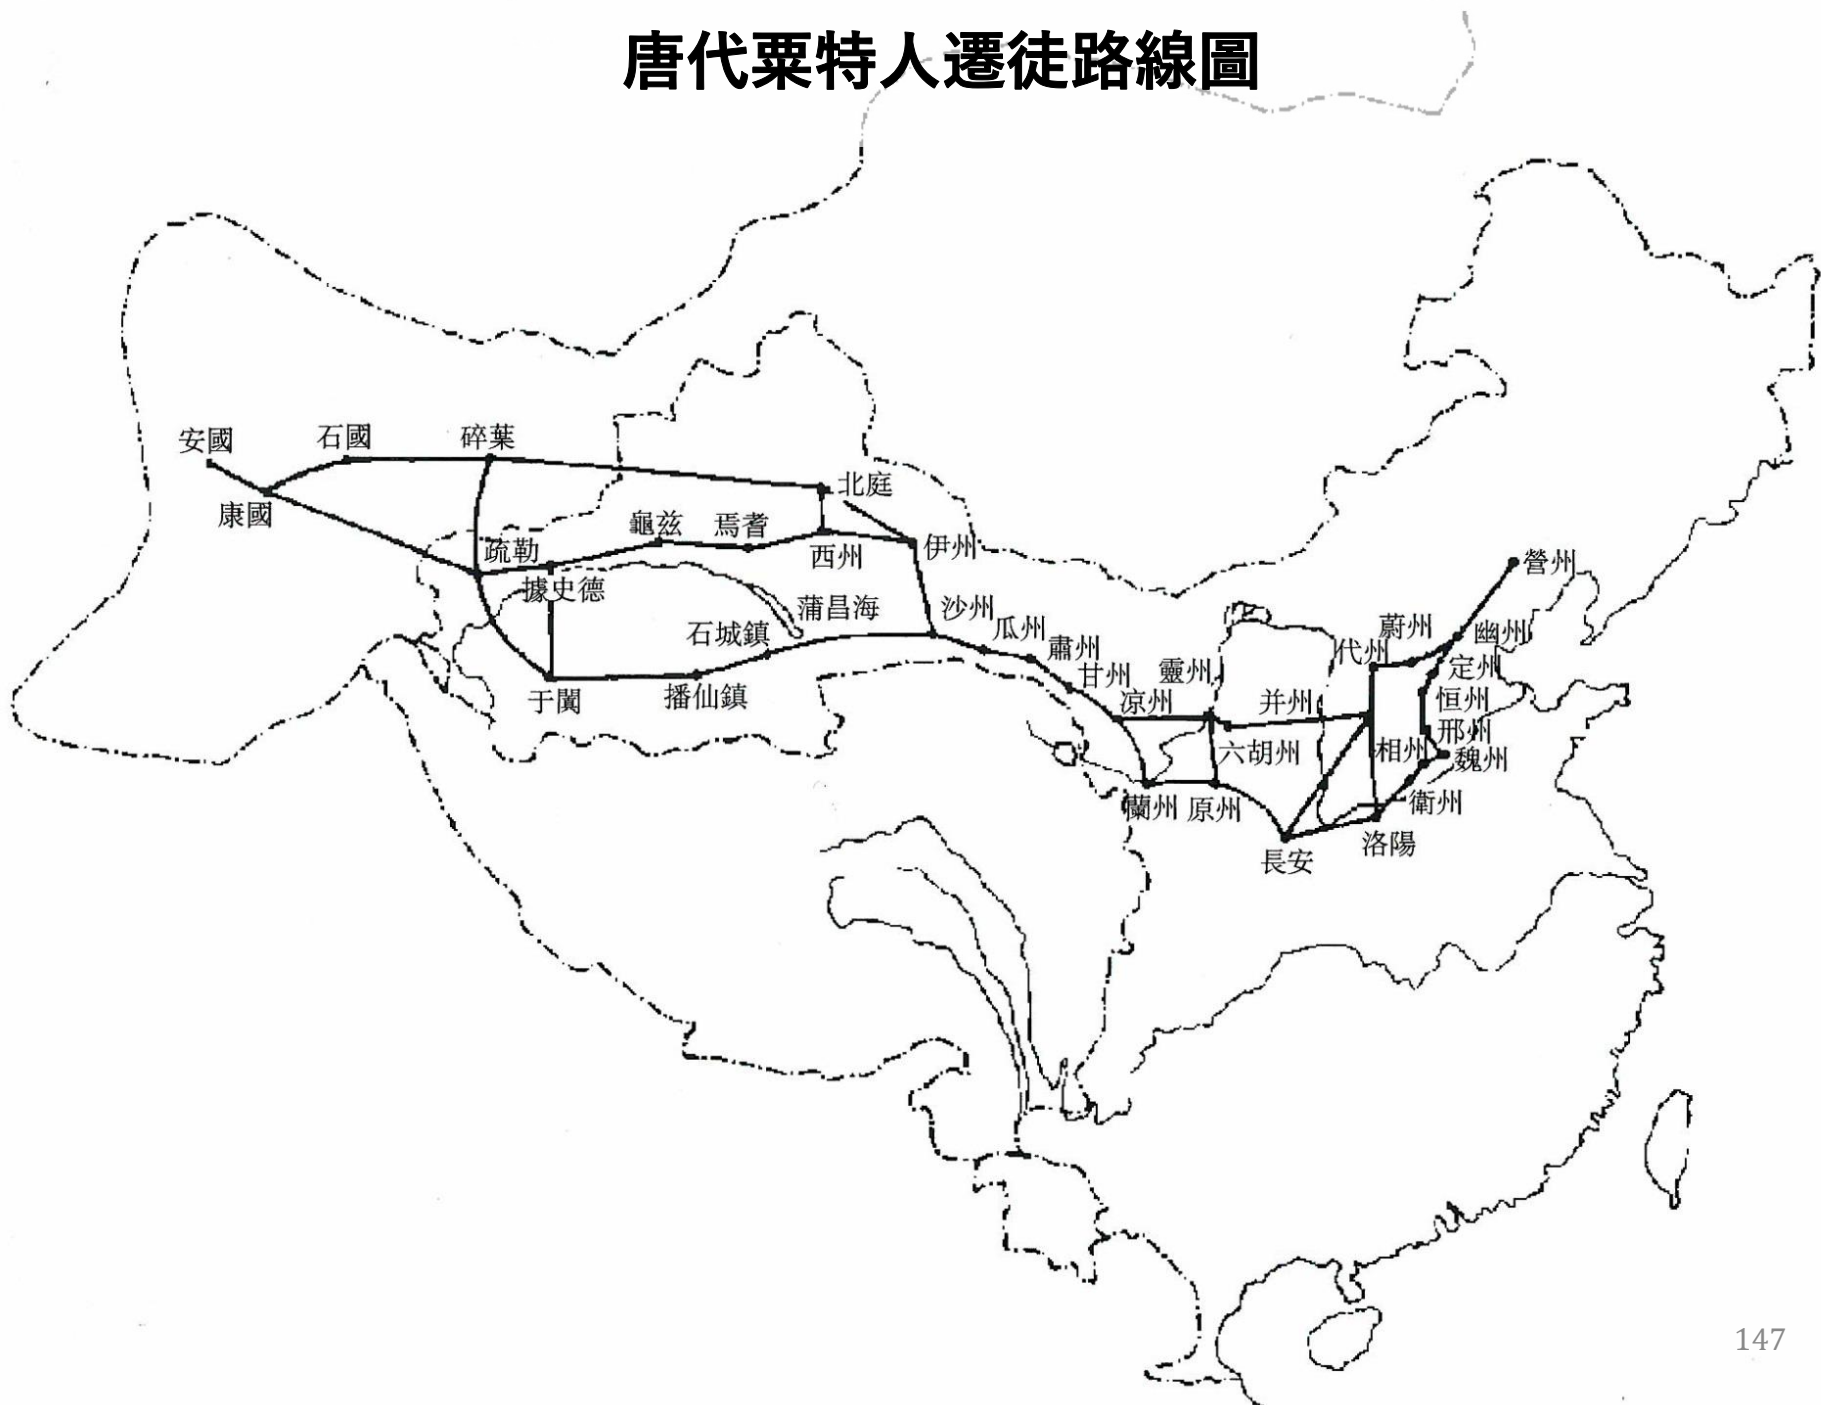 唐代粟特人遷徒路線圖
安國
石國
碎葉
康國
北庭
龜茲
焉耆
疏勒
西州
伊州
據史德
蒲昌海
沙州
石城鎮
瓜州
肅州
于闐
播仙鎮
甘州
涼州
靈州
并州
六胡州
蘭州
原州
長安
洛陽
衛州
相州
魏州
邢州
恒州
定州
代州
蔚州
幽州
營州
147